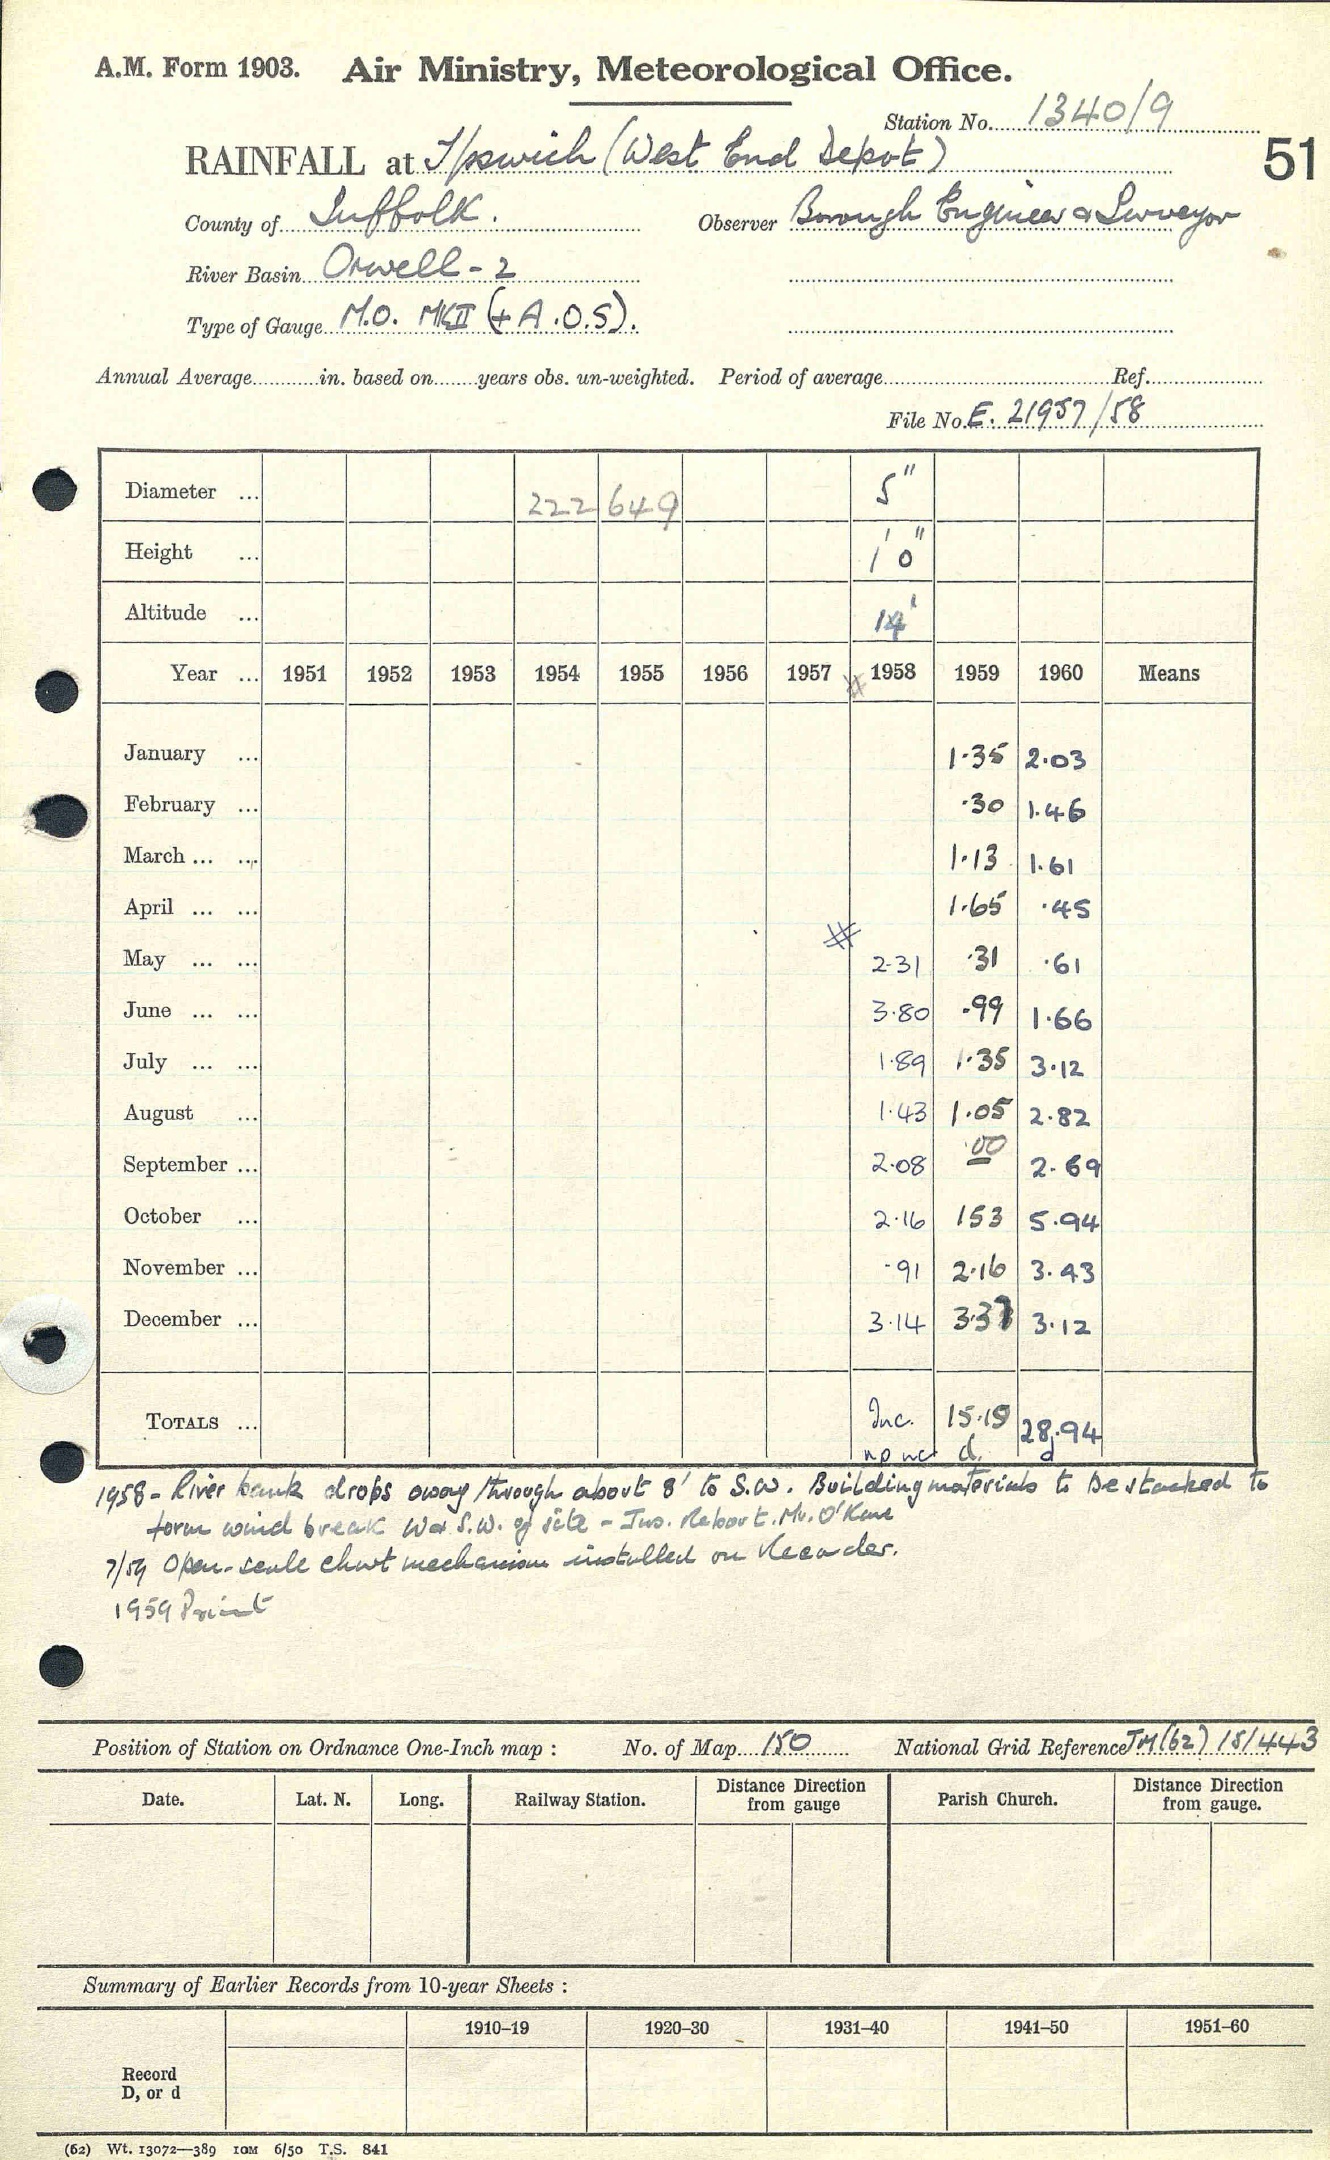 A.M. Form 1903. Air Ministry, Meteorological Office.
Station No. 1340/9
RAINFALL at Ipswich (West End Depot)
51
County of Suffolk. Observer Borough Engineer & Surveyor
River Basin Orwell - 2
Type of Gauge M.O. MKII (+ A.O.S).
Annual Average in. based on years obs. un-weighted. Period of average Ref.
File No. E. 21957/58
Diameter ... 222 649 5"
Height ... 1' 0"
Altitude ... 14'
Year ... 1951 1952 1953 1954 1955 1956 1957 # 1958 1959 1960 Means
January ... 1.35 2.03
February ... .30 1.46
March ... ... 1.13 1.61
April ... ... 1.65 .45
#
May ... ... 2.31 .31 .61
June ... ... 3.80 .99 1.66
July ... ... 1.89 1.35 3.12
August ... 1.43 1.05 2.82
September ... 2.08 .00 2.69
October ... 2.16 153 5.94
November ... .91 2.16 3.43
December ... 3.14 3.37 3.12
TOTALS ... Inc. 15.19 28.94
d. d
1958 - River bank drops away through about 8' to S.W. Building materials to be stacked to
form wind break W & S.W. of site - Ins. Report. Mr. O'Kane
7/59 Open-scale chart mechanism installed on Recorder.
1959 Print
Position of Station on Ordnance One-Inch map : No. of Map 150 National Grid Reference TM(62) 151443
Date. Lat. N. Long. Railway Station. Distance Direction from gauge Parish Church. Distance Direction from gauge.
Summary of Earlier Records from 10-year Sheets :
1910–19 1920–30 1931–40 1941–50 1951–60
Record
D, or d
(62) Wt. 13072—389 10M 6/50 T.S. 841